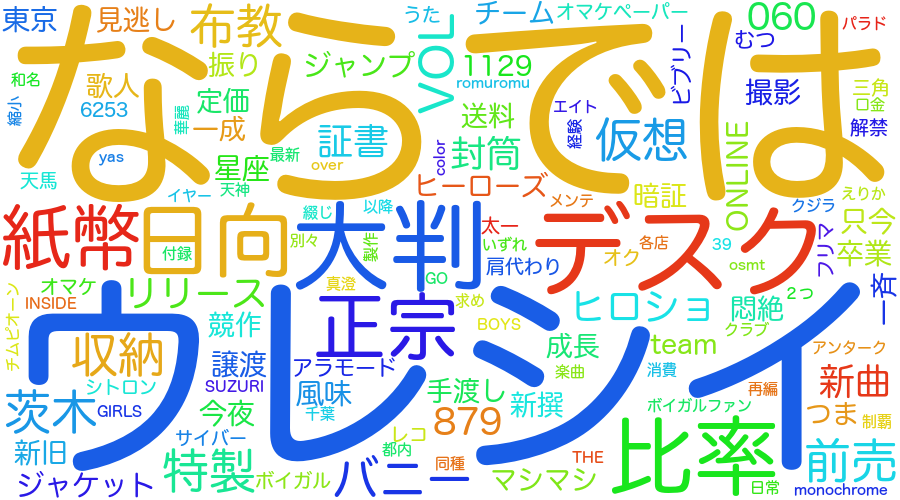 東京
見逃し
布教
うた
チーム
オマケペーパー
060
パラド
なら
では
VOL
ジャンプ
1129
むつ
ビブリー
和名
縮小
歌人
振り
romuromu
撮影
三角
口金
6253
定価
華麗
一成
証書
送料
エイト
経験
仮想
解禁
yas
星座
最新
over
color
封筒
ONLINE
天馬
イヤー
天神
ヒーローズ
メンテ
暗証
えりか
紙幣
日向
綴じ
以降
大判
太一
デスク
クジラ
只今
付録
別々
製作
いずれ
各店
39
フリマ
卒業
GO
肩代わり
オク
osmt
オマケ
リリース
真澄
求め
ヒロショ
悶絶
2つ
一斉
INSIDE
チムピオーン
ウレシイ
正宗
BOYS
クラブ
収納
競作
成長
team
アンターク
シトロン
譲渡
アラモード
楽曲
消費
新曲
茨木
GIRLS
SUZURI
風味
手渡し
新撰
再編
今夜
千葉
879
ボイガルファン
つま
制覇
新旧
サイバー
レコ
都内
比率
前売
ジャケット
特製
ボイガル
バニー
同種
マシマシ
THE
日常
monochrome